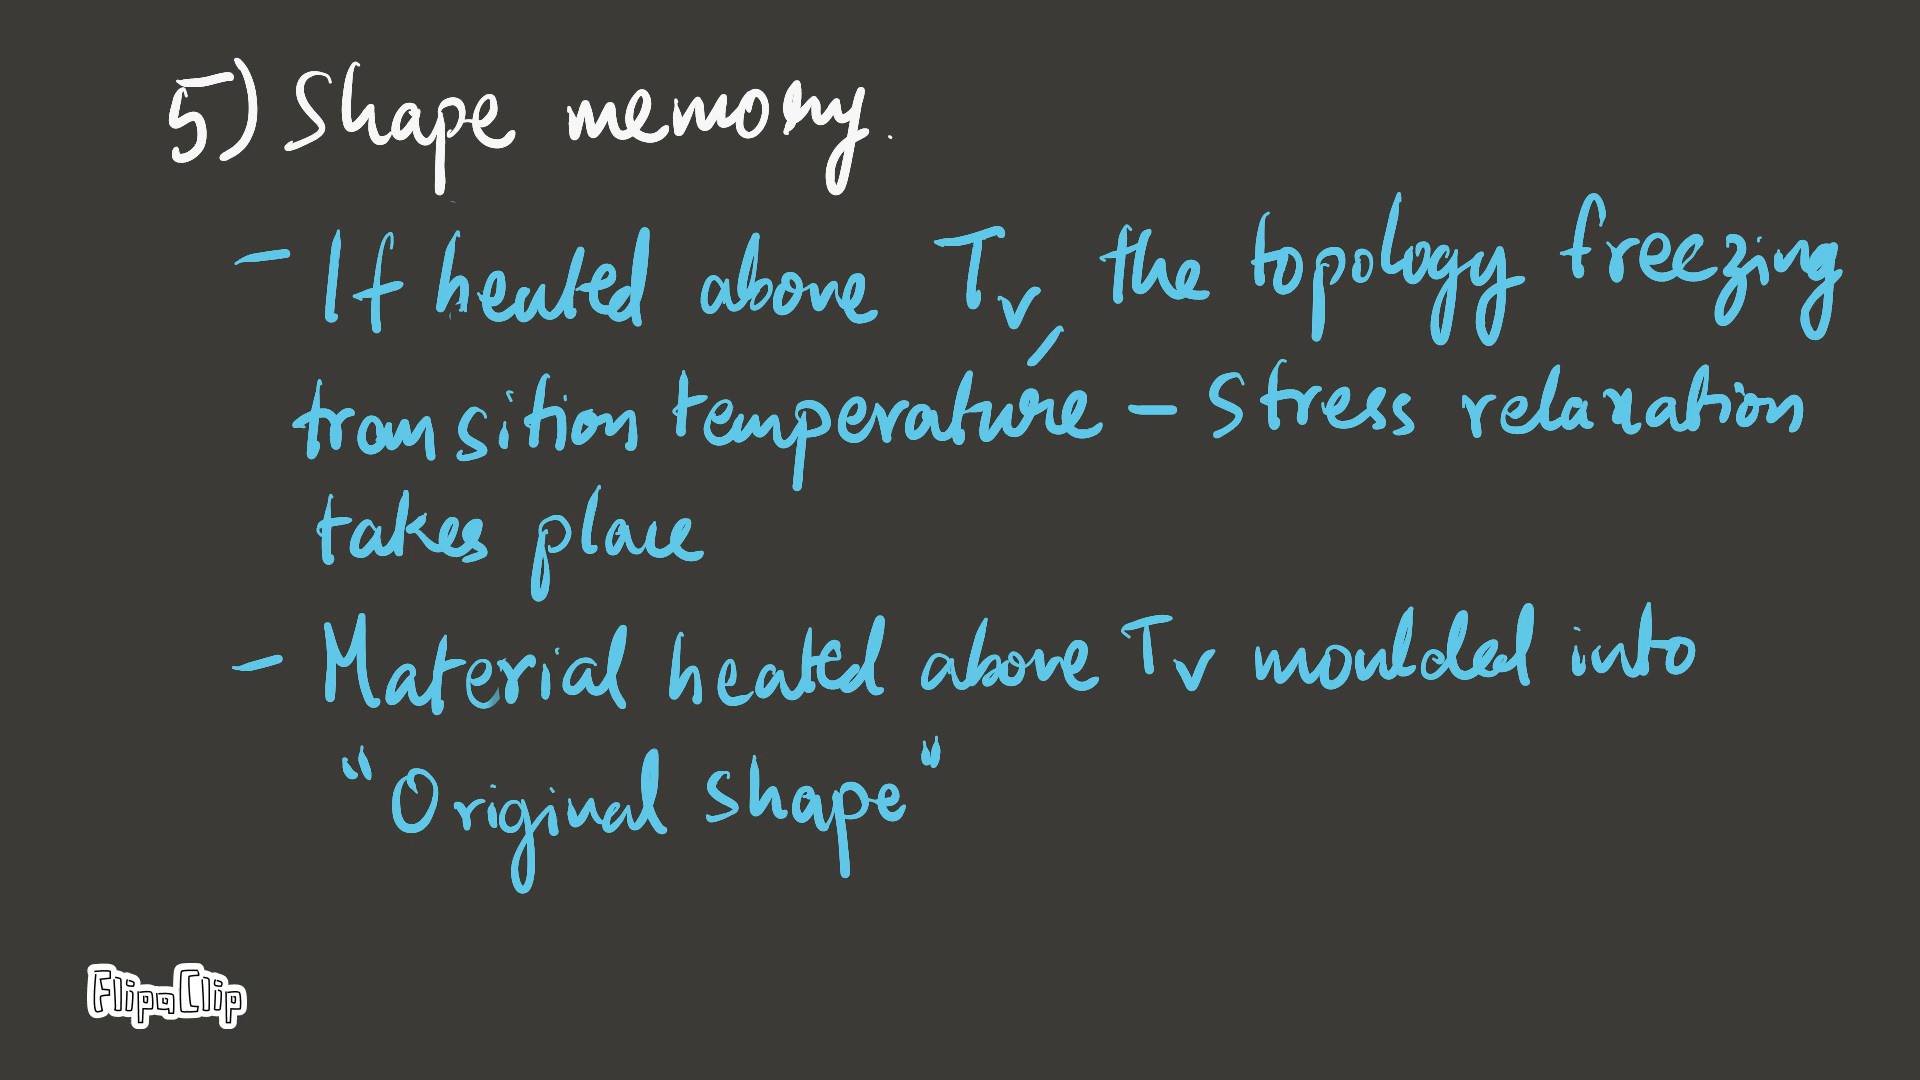 5) Shape memory.
- If heated above Tv, the topology freezing
transition temperature - Stress relaxation
takes place
- Material heated above Tv moulded into
"Original shape"
FlipaClip